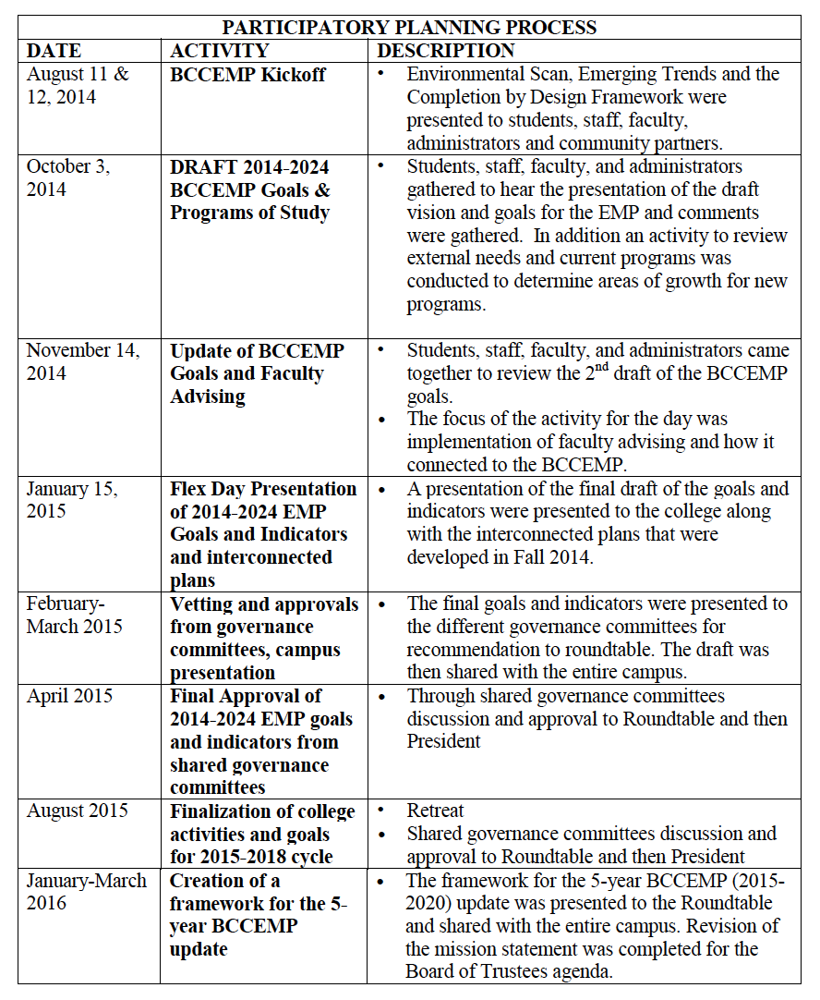 PARTICIPATORY PLANNING PROCESS
DATE ACTIVITY DESCRIPTION
August 11 &
12, 2014
BCCEMP Kickoff
• Environmental Scan, Emerging Trends and the
Completion by Design Framework were
presented to students, staff, faculty,
administrators and community partners.
October 3,
2014
DRAFT 2014-2024
BCCEMP Goals &
Programs of Study
• Students, staff, faculty, and administrators
gathered to hear the presentation of the draft
vision and goals for the EMP and comments
were gathered. In addition an activity to review
external needs and current programs was
conducted to determine areas of growth for new
programs.
November 14,
2014
Update of BCCEMP
Goals and Faculty
Advising
• Students, staff, faculty, and administrators came
together to review the 2nd draft of the BCCEMP
goals.
• The focus of the activity for the day was
implementation of faculty advising and how it
connected to the BCCEMP.
January 15,
2015
Flex Day Presentation
of 2014-2024 EMP
Goals and Indicators
and interconnected
plans
• A presentation of the final draft of the goals and
indicators were presented to the college along
with the interconnected plans that were
developed in Fall 2014.
February-
March 2015
Vetting and approvals
from governance
committees, campus
presentation
• The final goals and indicators were presented to
the different governance committees for
recommendation to roundtable. The draft was
then shared with the entire campus.
April 2015
Final Approval of
2014-2024 EMP goals
and indicators from
shared governance
committees
• Through shared governance committees
discussion and approval to Roundtable and then
President
August 2015
Finalization of college
activities and goals
for 2015-2018 cycle
• Retreat
• Shared governance committees discussion and
approval to Roundtable and then President
January-March
2016
Creation of a
framework for the 5-
year BCCEMP
update
• The framework for the 5-year BCCEMP (2015-
2020) update was presented to the Roundtable
and shared with the entire campus. Revision of
the mission statement was completed for the
Board of Trustees agenda.